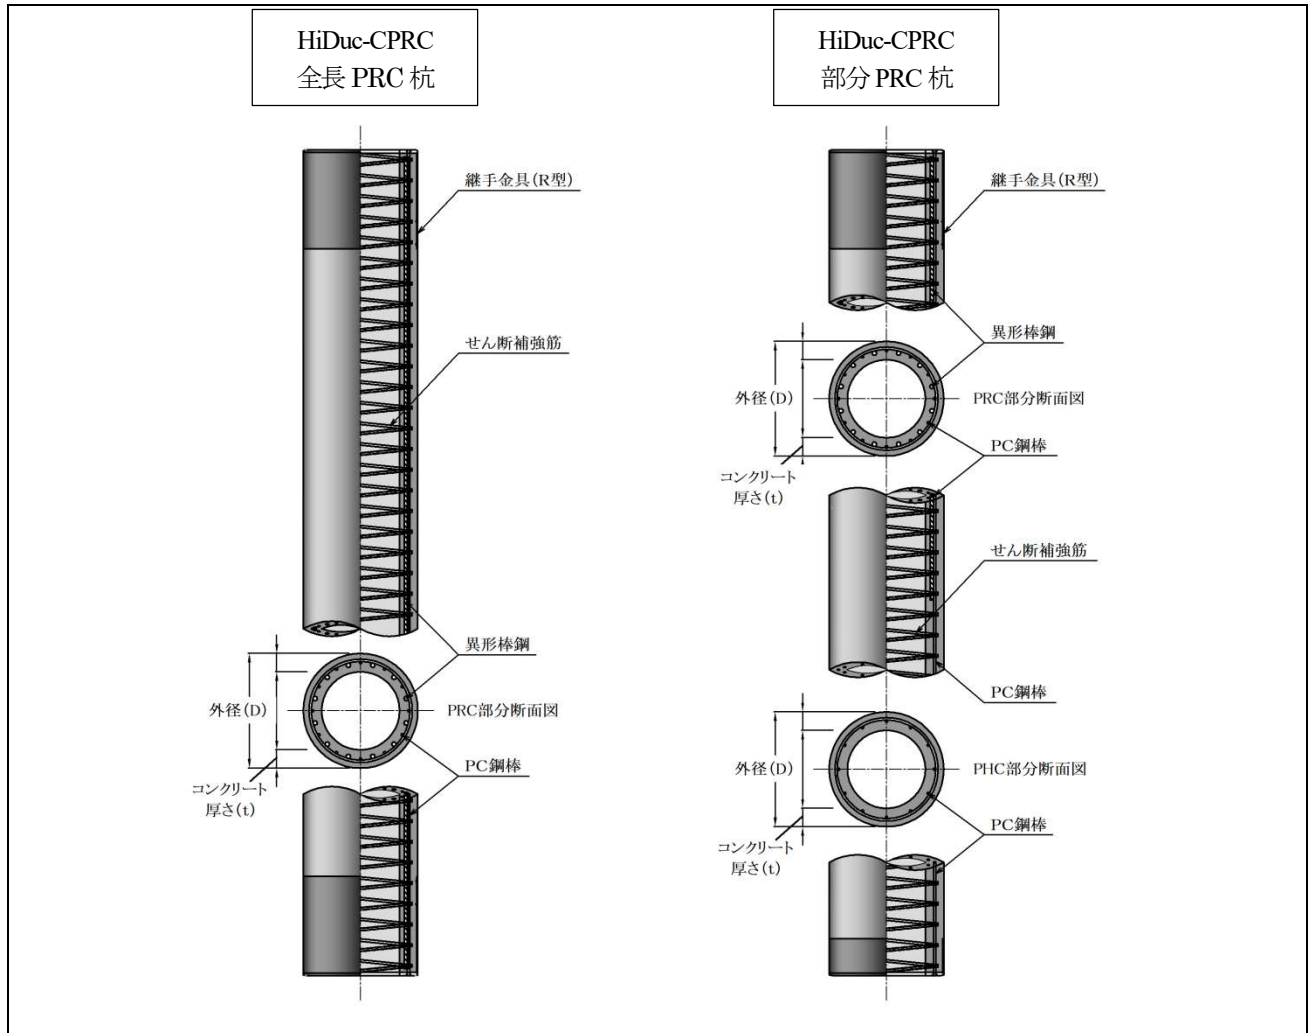 HiDuc-CPRC
全長 PRC 杭
継手金具(R型)
せん断補強筋
異形棒鋼
外径(D)
PRC部分断面図
PC鋼棒
コンクリート
厚さ(t)
HiDuc-CPRC
部分 PRC 杭
継手金具(R型)
異形棒鋼
外径(D)
PRC部分断面図
PC鋼棒
コンクリート
厚さ(t)
せん断補強筋
PC鋼棒
外径(D)
PHC部分断面図
PC鋼棒
コンクリート
厚さ(t)